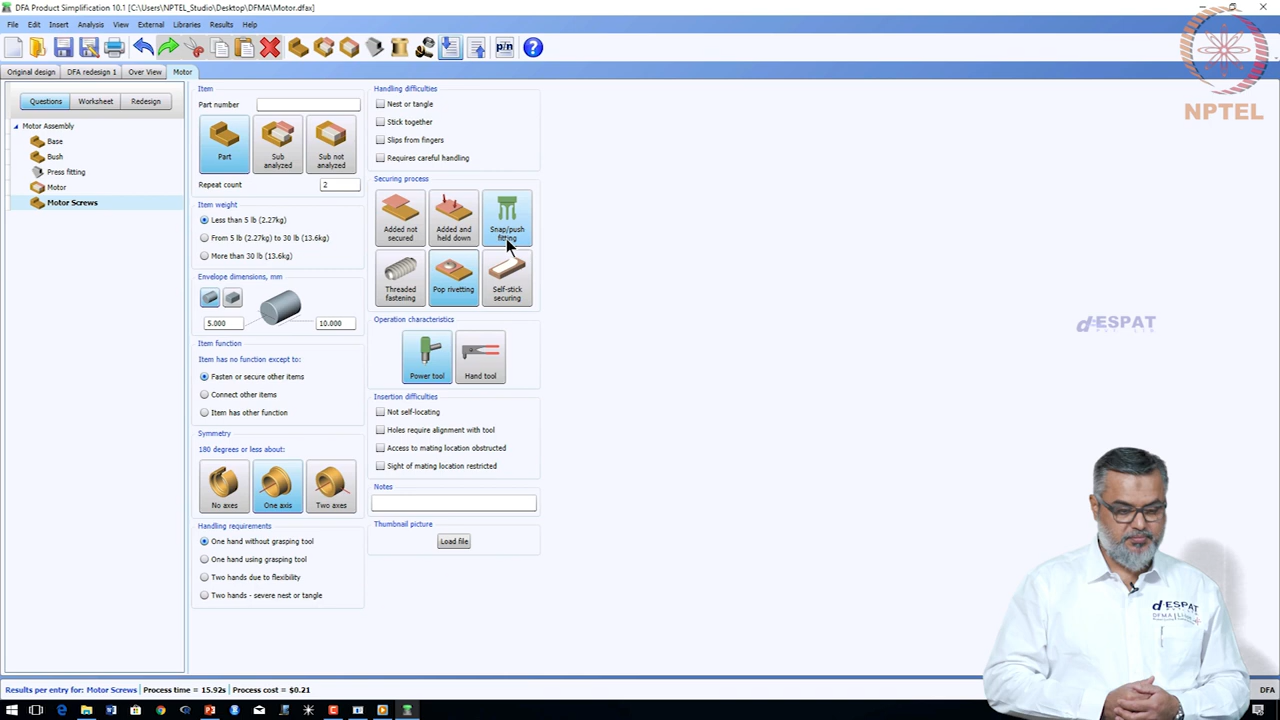 DFA Product Simplification 10.1 [C:\Users\NPTEL_Studio\Desktop\DFMA\Motor.dfax]
File Edit Insert Analysis View External Libraries Results Help
p/n
Original design DFA redesign 1 Over View Motor
NPTEL
Questions Worksheet Redesign
Motor Assembly
Base
Bush
Press fitting
Motor
Motor Screws
Item
Part number
Part
Sub analyzed
Sub not analyzed
Repeat count 2
Item weight
Less than 5 lb (2.27kg)
From 5 lb (2.27kg) to 30 lb (13.6kg)
More than 30 lb (13.6kg)
Envelope dimensions, mm
5.000 10.000
Item function
Item has no function except to:
Fasten or secure other items
Connect other items
Item has other function
Symmetry
180 degrees or less about:
No axes One axis Two axes
Handling requirements
One hand without grasping tool
One hand using grasping tool
Two hands due to flexibility
Two hands - severe nest or tangle
Handling difficulties
Nest or tangle
Stick together
Slips from fingers
Requires careful handling
Securing process
Added not secured
Added and held down
Snap/push fitting
Threaded fastening
Pop rivetting
Self-stick securing
Operation characteristics
Power tool Hand tool
Insertion difficulties
Not self-locating
Holes require alignment with tool
Access to mating location obstructed
Sight of mating location restricted
Notes
Thumbnail picture
Load file
d-ESPAT
d-ESPAT
Results per entry for: Motor Screws Process time = 15.92s Process cost = $0.21
DFA